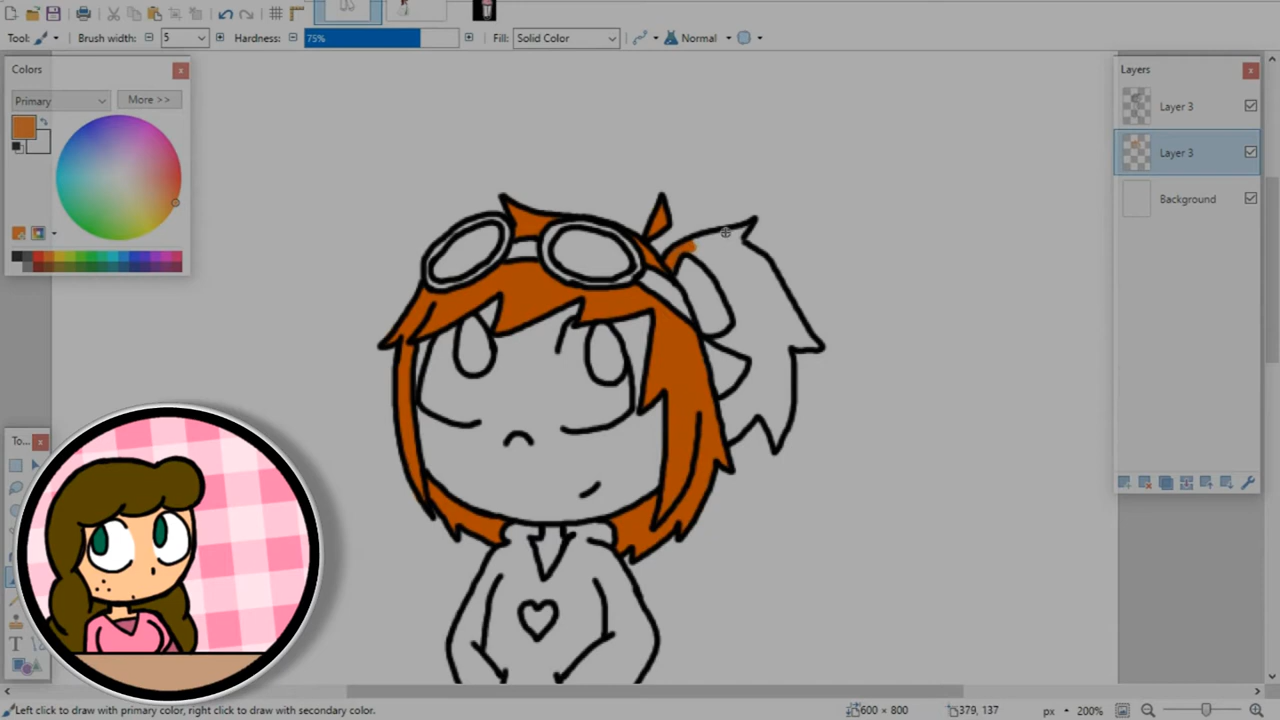 Tool:
Brush width:
5
Hardness:
75%
Fill:
Solid Color
Normal
Colors
Primary
More >>
Layers
Layer 3
Layer 3
Background
To...
T
Left click to draw with primary color, right click to draw with secondary color.
600 × 800
379, 137
px
200%